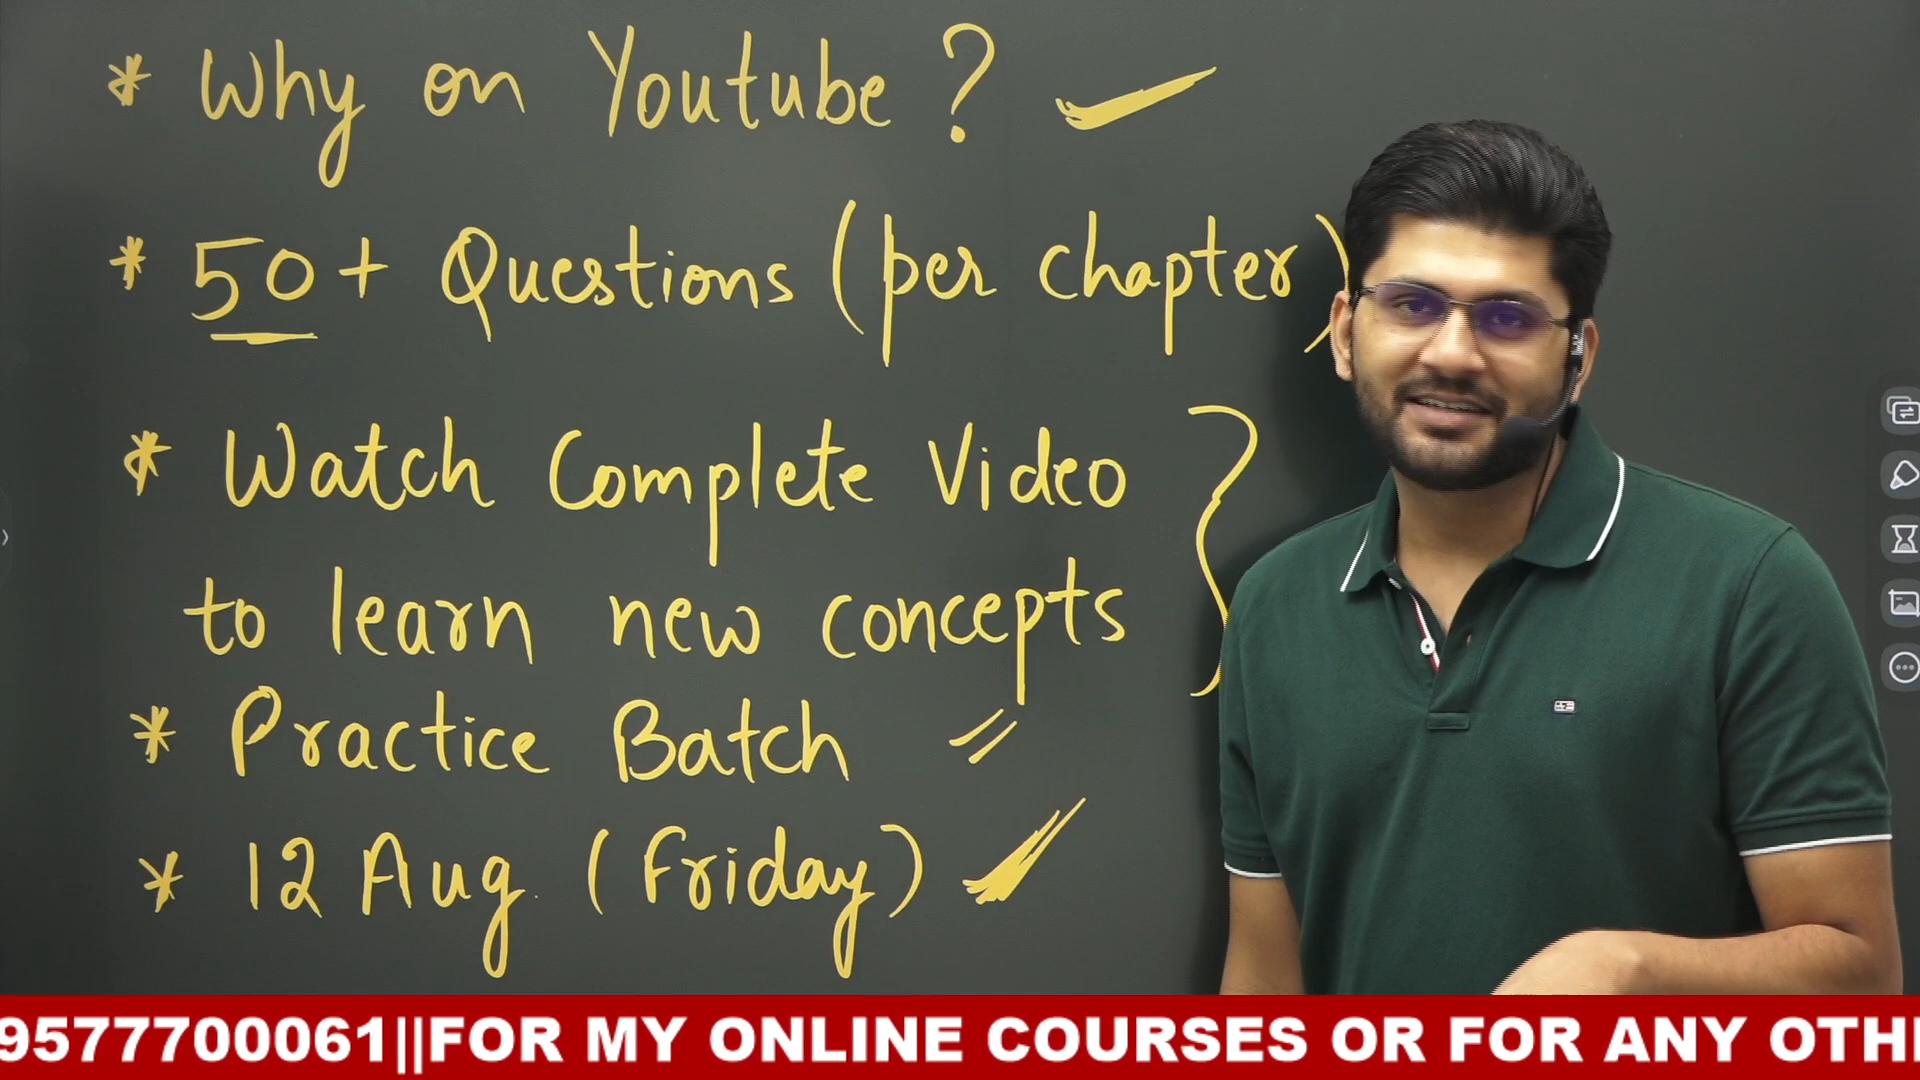 * Why on Youtube ?
* 50+ Questions (per chapter)
* Watch Complete Video
to learn new concepts
* Practice Batch
* 12 Aug. (Friday)
9577700061||FOR MY ONLINE COURSES OR FOR ANY OTH